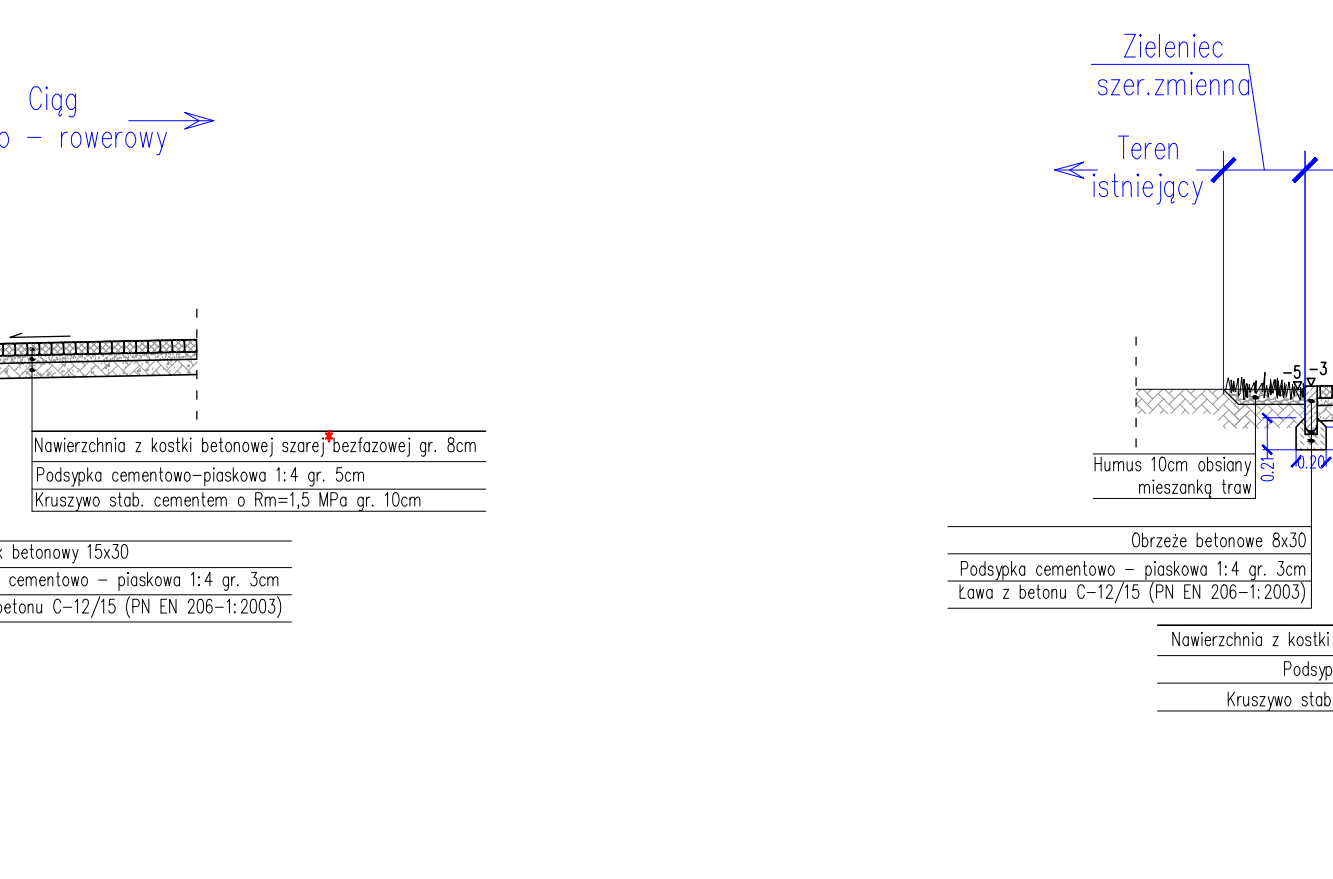 Ciąg
o – rowerowy
Nawierzchnia z kostki betonowej szarej*bezfazowej gr. 8cm
Podsypka cementowo-piaskowa 1:4 gr. 5cm
Kruszywo stab. cementem o Rm=1,5 MPa gr. 10cm
k betonowy 15x30
cementowo – piaskowa 1:4 gr. 3cm
betonu C-12/15 (PN EN 206-1:2003)
Zieleniec
szer.zmienna
Teren
istniejący
-5 -3
0.21
0.20
Humus 10cm obsiany
mieszanką traw
Obrzeże betonowe 8x30
Podsypka cementowo – piaskowa 1:4 gr. 3cm
Ława z betonu C-12/15 (PN EN 206-1:2003)
Nawierzchnia z kostki
Podsyp
Kruszywo stab